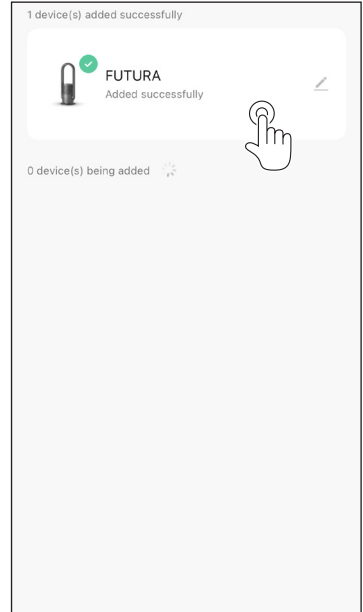 1 device(s) added successfully
FUTURA
Added successfully
0 device(s) being added